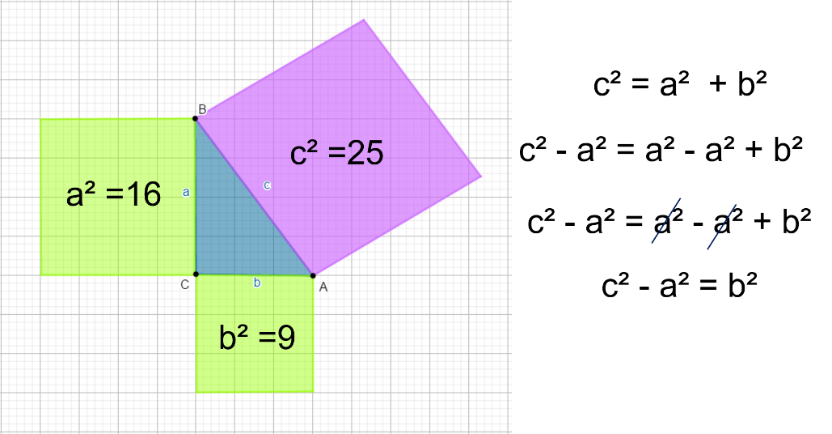 B
c² =25
a² =16
a
c
C
b
A
b² =9
c² = a² + b²
c² - a² = a² - a² + b²
c² - a² = a² - a² + b²
c² - a² = b²